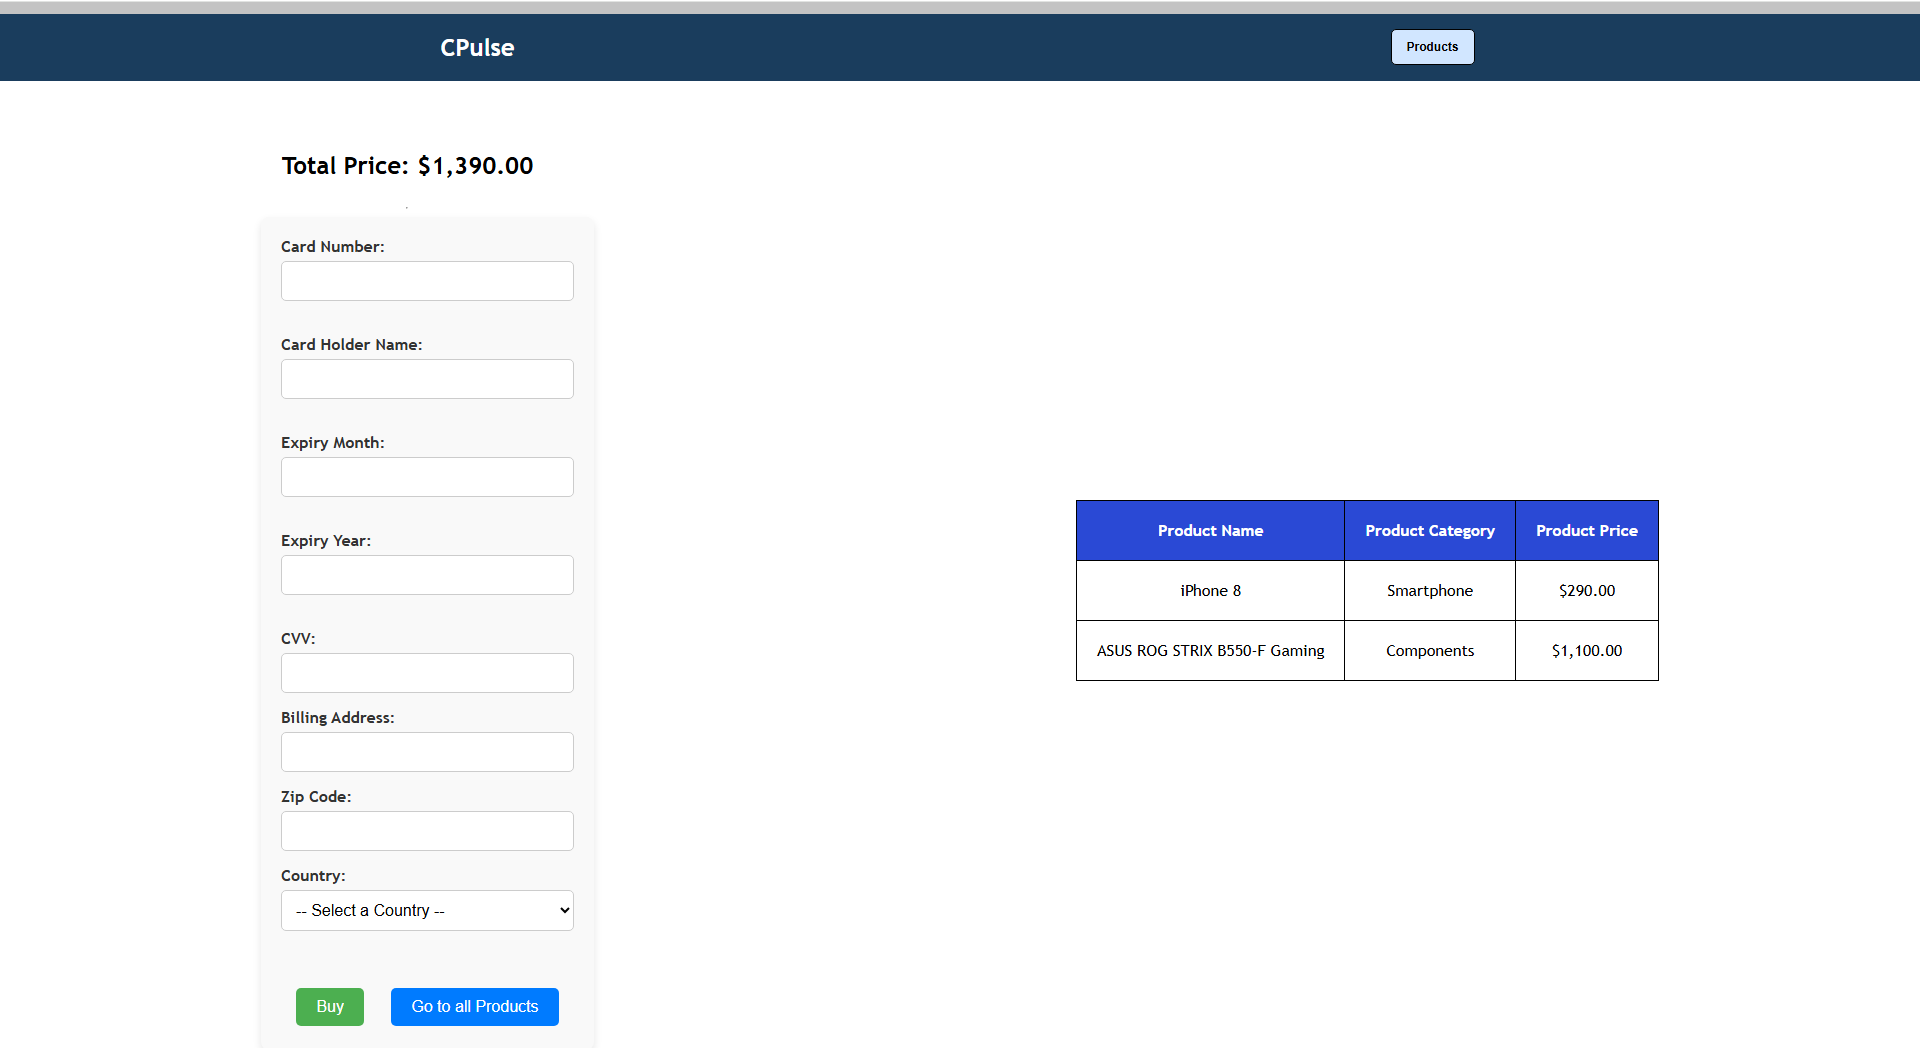 CPulse
Products
Total Price: $1,390.00
Card Number:
Card Holder Name:
Expiry Month:
Expiry Year:
CVV:
Billing Address:
Zip Code:
Country:
-- Select a Country --
Buy
Go to all Products
Product Name Product Category Product Price
iPhone 8 Smartphone $290.00
ASUS ROG STRIX B550-F Gaming Components $1,100.00